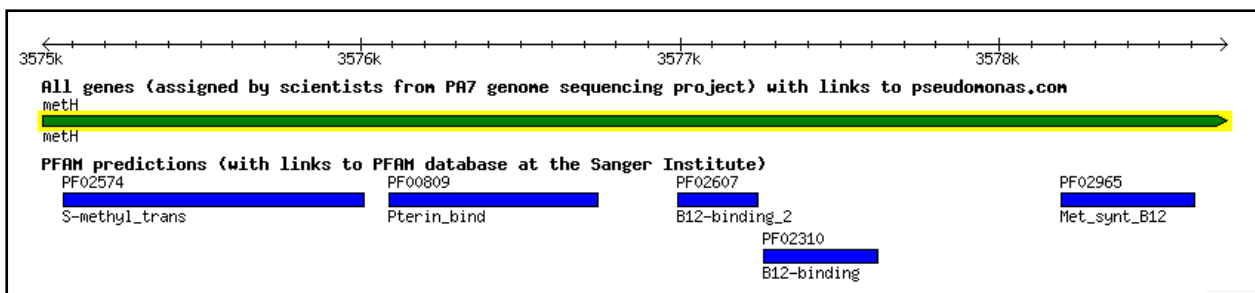 3575k 3576k 3577k 3578k
All genes (assigned by scientists from PA7 genome sequencing project) with links to pseudomonas.com
metH
metH
PFAM predictions (with links to PFAM database at the Sanger Institute)
PF02574 PF00809 PF02607 PF02965
S-methyl_trans Pterin_bind B12-binding_2 Met_synt_B12
PF02310
B12-binding